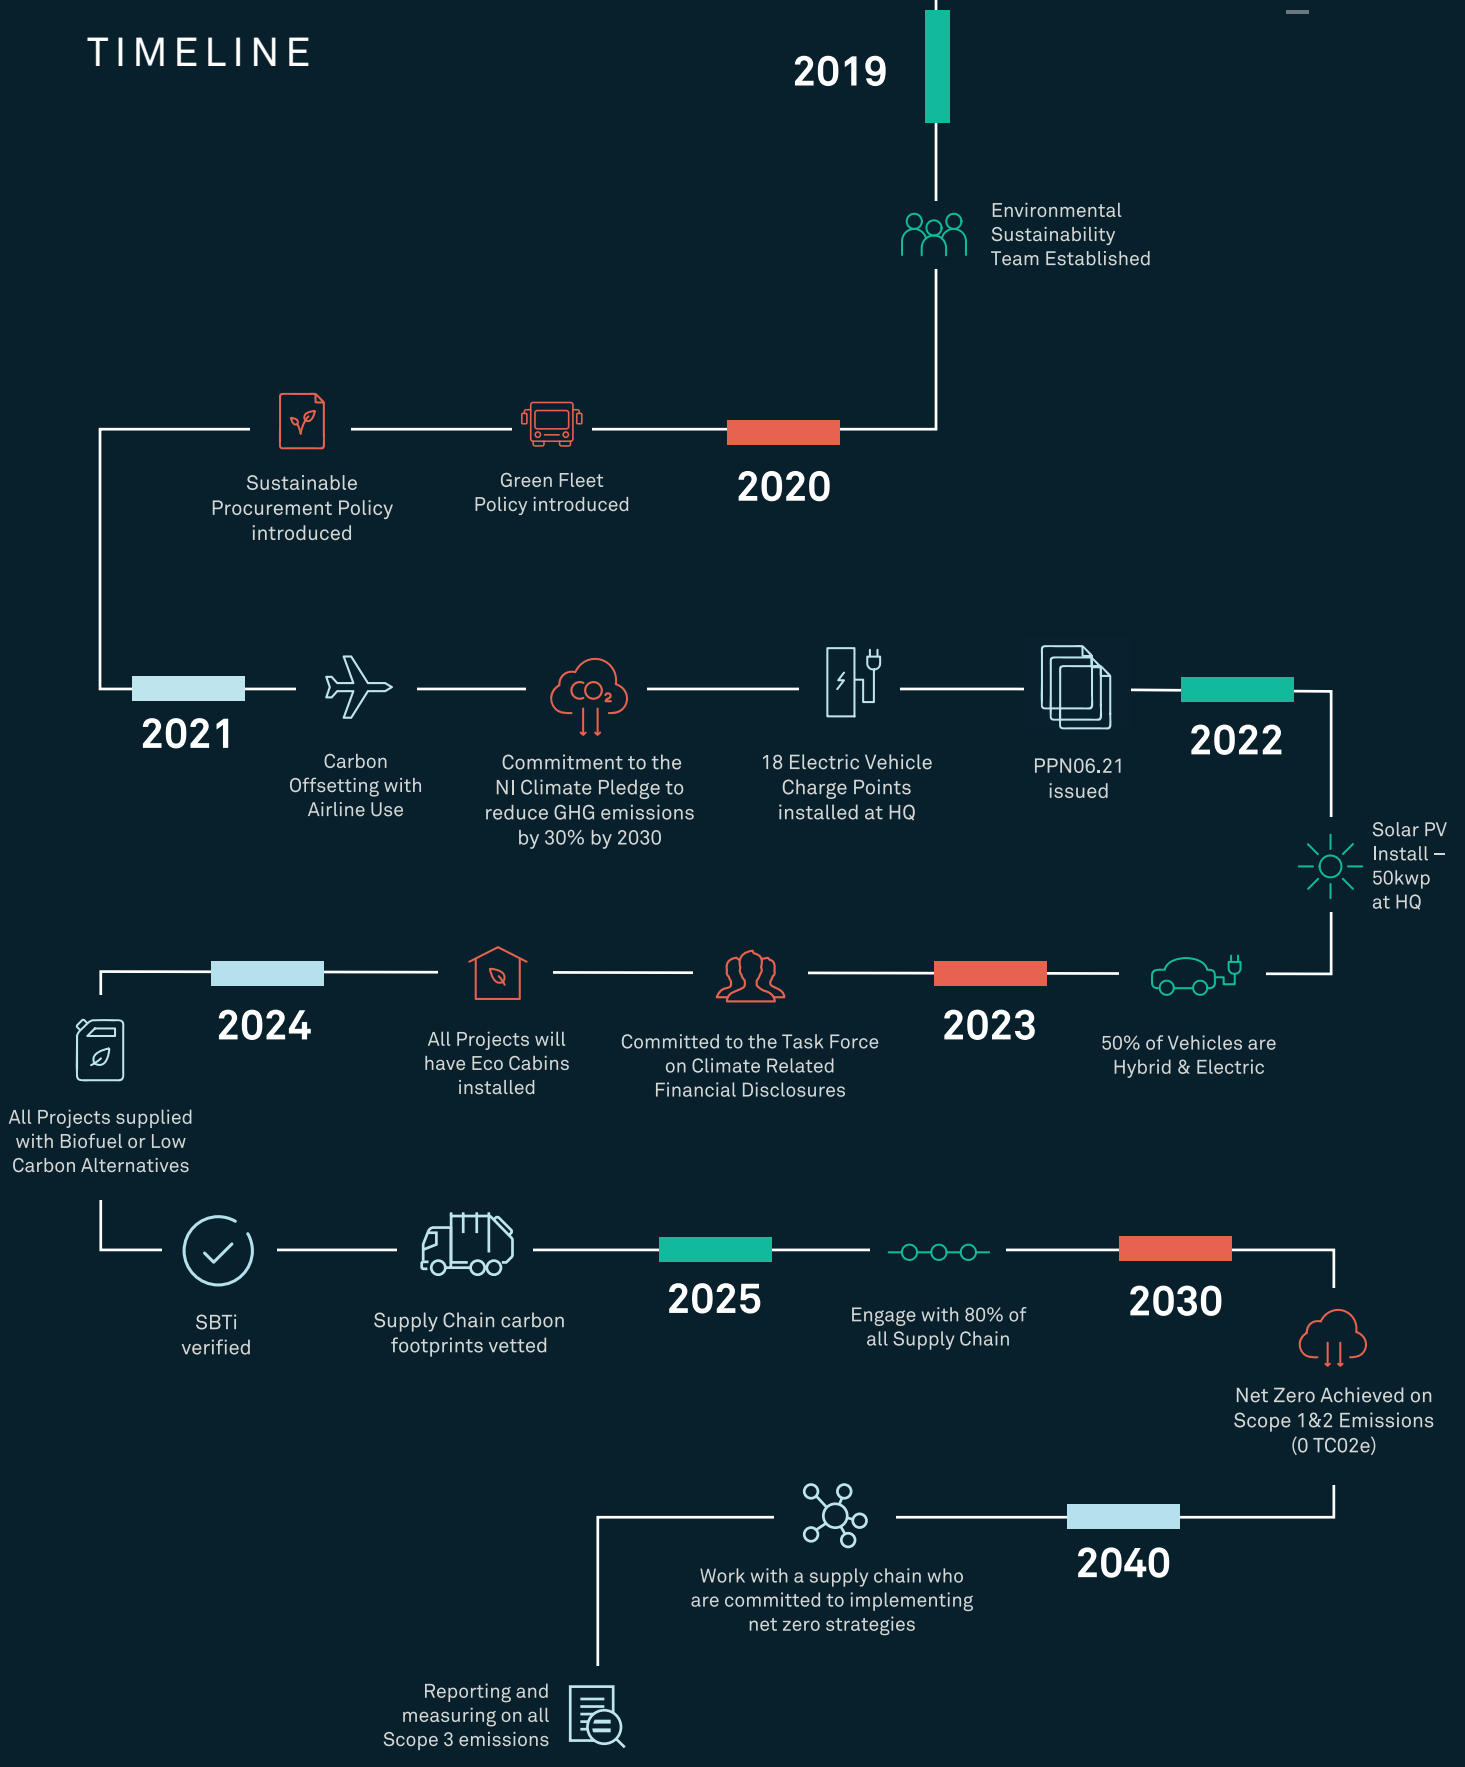 TIMELINE
2019
Environmental
Sustainability
Team Established
2020
Green Fleet
Policy introduced
Sustainable
Procurement Policy
introduced
2021
Carbon
Offsetting with
Airline Use
CO2
Commitment to the
NI Climate Pledge to
reduce GHG emissions
by 30% by 2030
18 Electric Vehicle
Charge Points
installed at HQ
PPN06.21
issued
2022
Solar PV
Install –
50kwp
at HQ
50% of Vehicles are
Hybrid & Electric
2023
Committed to the Task Force
on Climate Related
Financial Disclosures
All Projects will
have Eco Cabins
installed
2024
All Projects supplied
with Biofuel or Low
Carbon Alternatives
SBTi
verified
Supply Chain carbon
footprints vetted
2025
Engage with 80% of
all Supply Chain
2030
Net Zero Achieved on
Scope 1&2 Emissions
(0 TC02e)
2040
Work with a supply chain who
are committed to implementing
net zero strategies
Reporting and
measuring on all
Scope 3 emissions